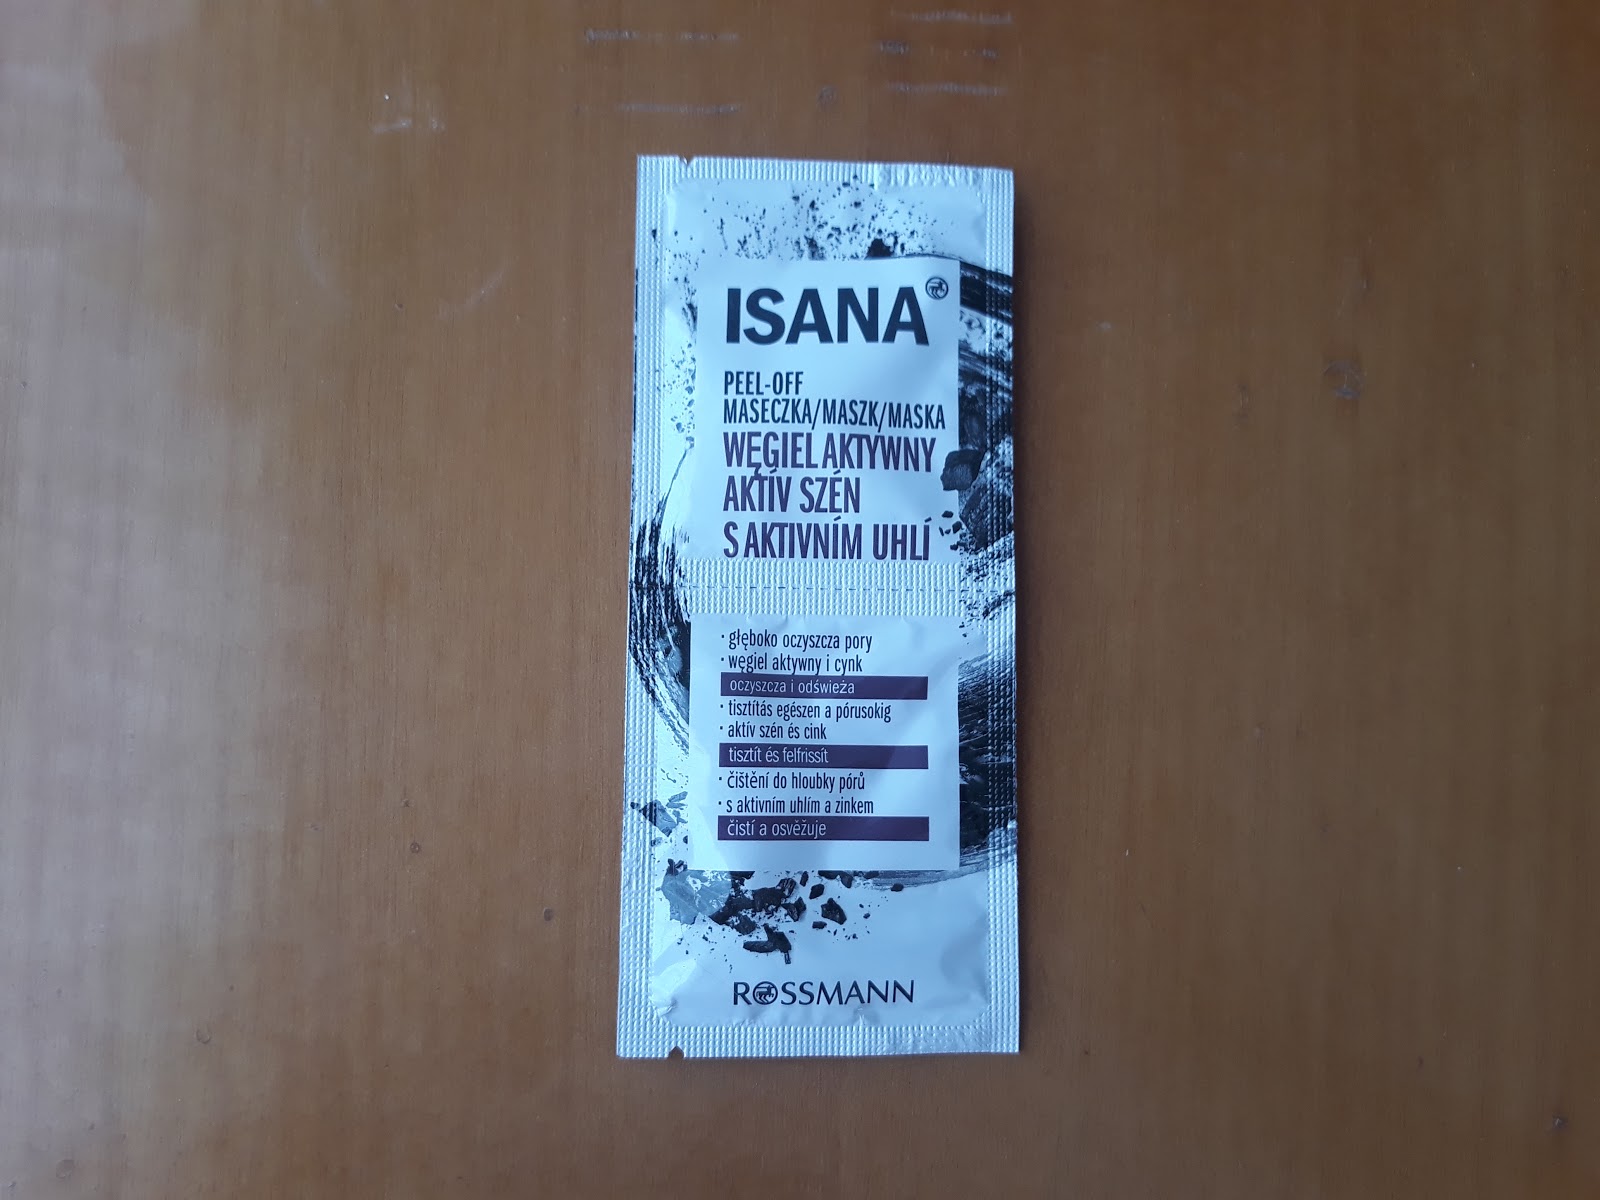 ISANA
PEEL-OFF
MASECZKA/MASZK/MASKA
WĘGIEL AKTYWNY
AKTÍV SZÉN
S AKTIVNÍM UHLÍ
· głęboko oczyszcza pory
· węgiel aktywny i cynk
oczyszcza i odświeża
· tisztítás egészen a pórusokig
· aktív szén és cink
tisztít és felfrissít
· čištění do hloubky pórů
· s aktivním uhlím a zinkem
čistí a osvěžuje
ROSSMANN